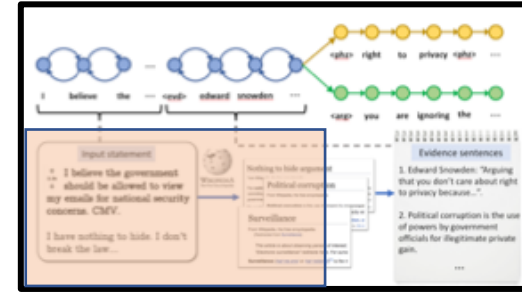 <phz> right to privacy <phz> ...
I believe the ... <evd> edward snowden ...
<arg> you are ignoring the ...
Input statement
I believe the government
should be allowed to view
my emails for national security
concerns. CMV.
I have nothing to hide. I don't
break the law...
Nothing to hide argument
Political corruption
Surveillance
Evidence sentences
1. Edward Snowden: "Arguing
that you don't care about right
to privacy because...".
2. Political corruption is the use
of powers by government
officials for illegitimate private
gain.
...